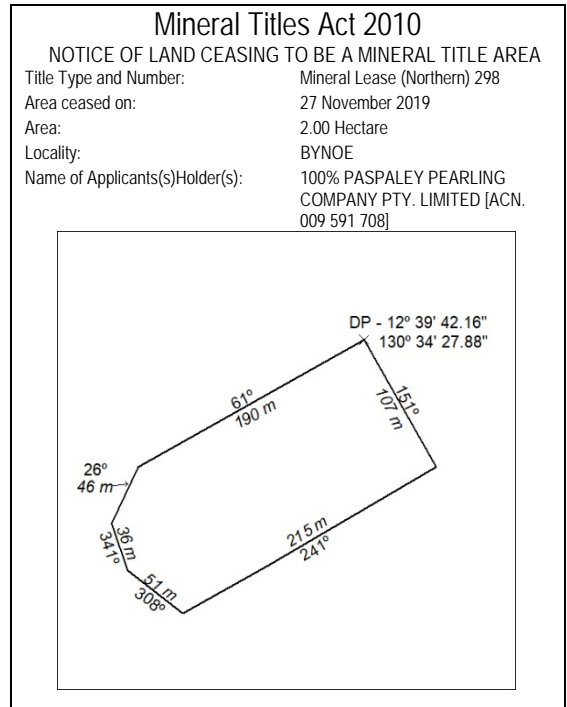 Mineral Titles Act 2010
NOTICE OF LAND CEASING TO BE A MINERAL TITLE AREA
Title Type and Number: Mineral Lease (Northern) 298
Area ceased on: 27 November 2019
Area: 2.00 Hectare
Locality: BYNOE
Name of Applicants(s)Holder(s): 100% PASPALEY PEARLING
COMPANY PTY. LIMITED [ACN.
009 591 708]
DP - 12º 39' 42.16"
130º 34' 27.88"
61º
190 m
151º
107 m
26º
46 m
36 m
341º
51 m
308º
215 m
241º